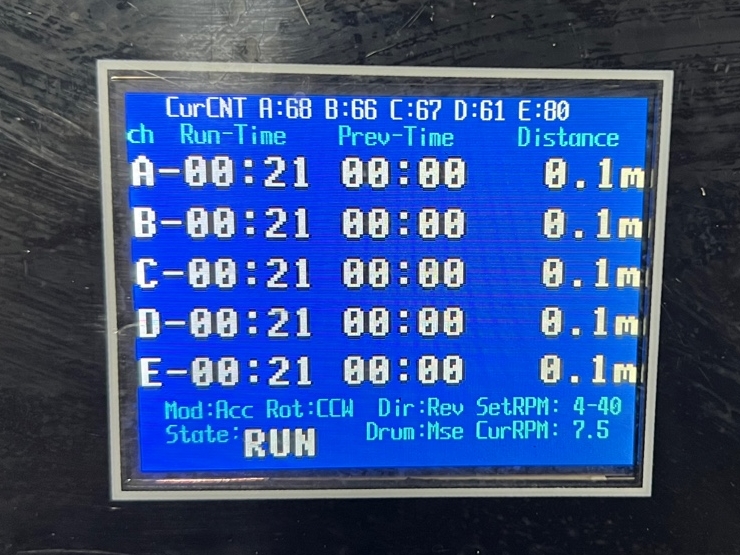 CurCNT A:68 B:66 C:67 D:61 E:80
ch Run-Time Prev-Time Distance
A-00:21 00:00 0.1m
B-00:21 00:00 0.1m
C-00:21 00:00 0.1m
D-00:21 00:00 0.1m
E-00:21 00:00 0.1m
Mod:Acc Rot:CCW Dir:Rev SetRPM: 4-40
State:RUN Drum:Mse CurRPM: 7.5